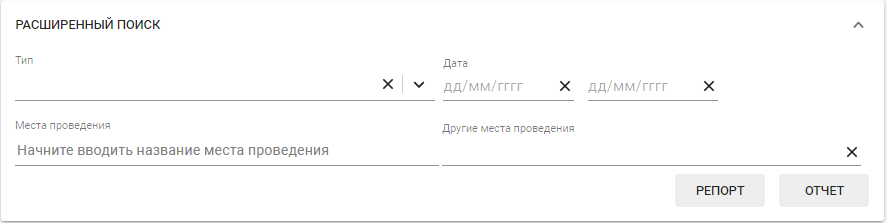 РАСШИРЕННЫЙ ПОИСК
Тип
Дата
дд/мм/гггг
дд/мм/гггг
Места проведения
Другие места проведения
Начните вводить название места проведения
РЕПОРТ
ОТЧЕТ